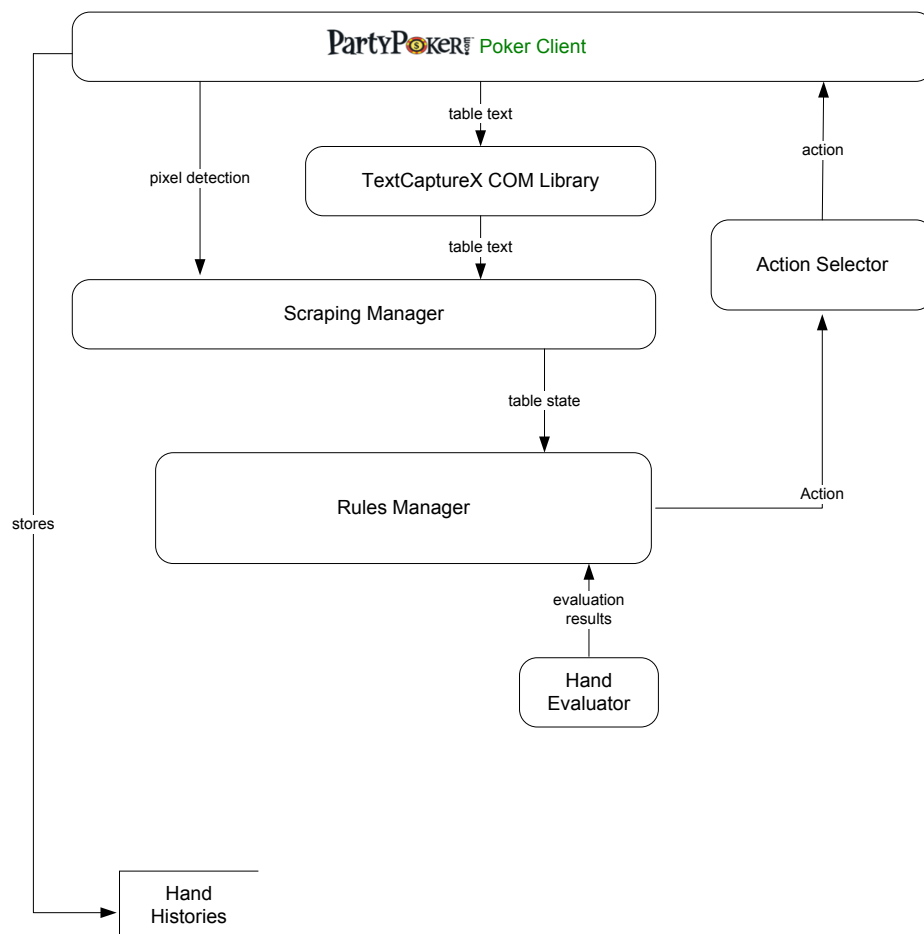 PartyPoker.com Poker Client
table text
pixel detection
TextCaptureX COM Library
action
table text
Action Selector
Scraping Manager
table state
Rules Manager
Action
stores
evaluation
results
Hand
Evaluator
Hand
Histories